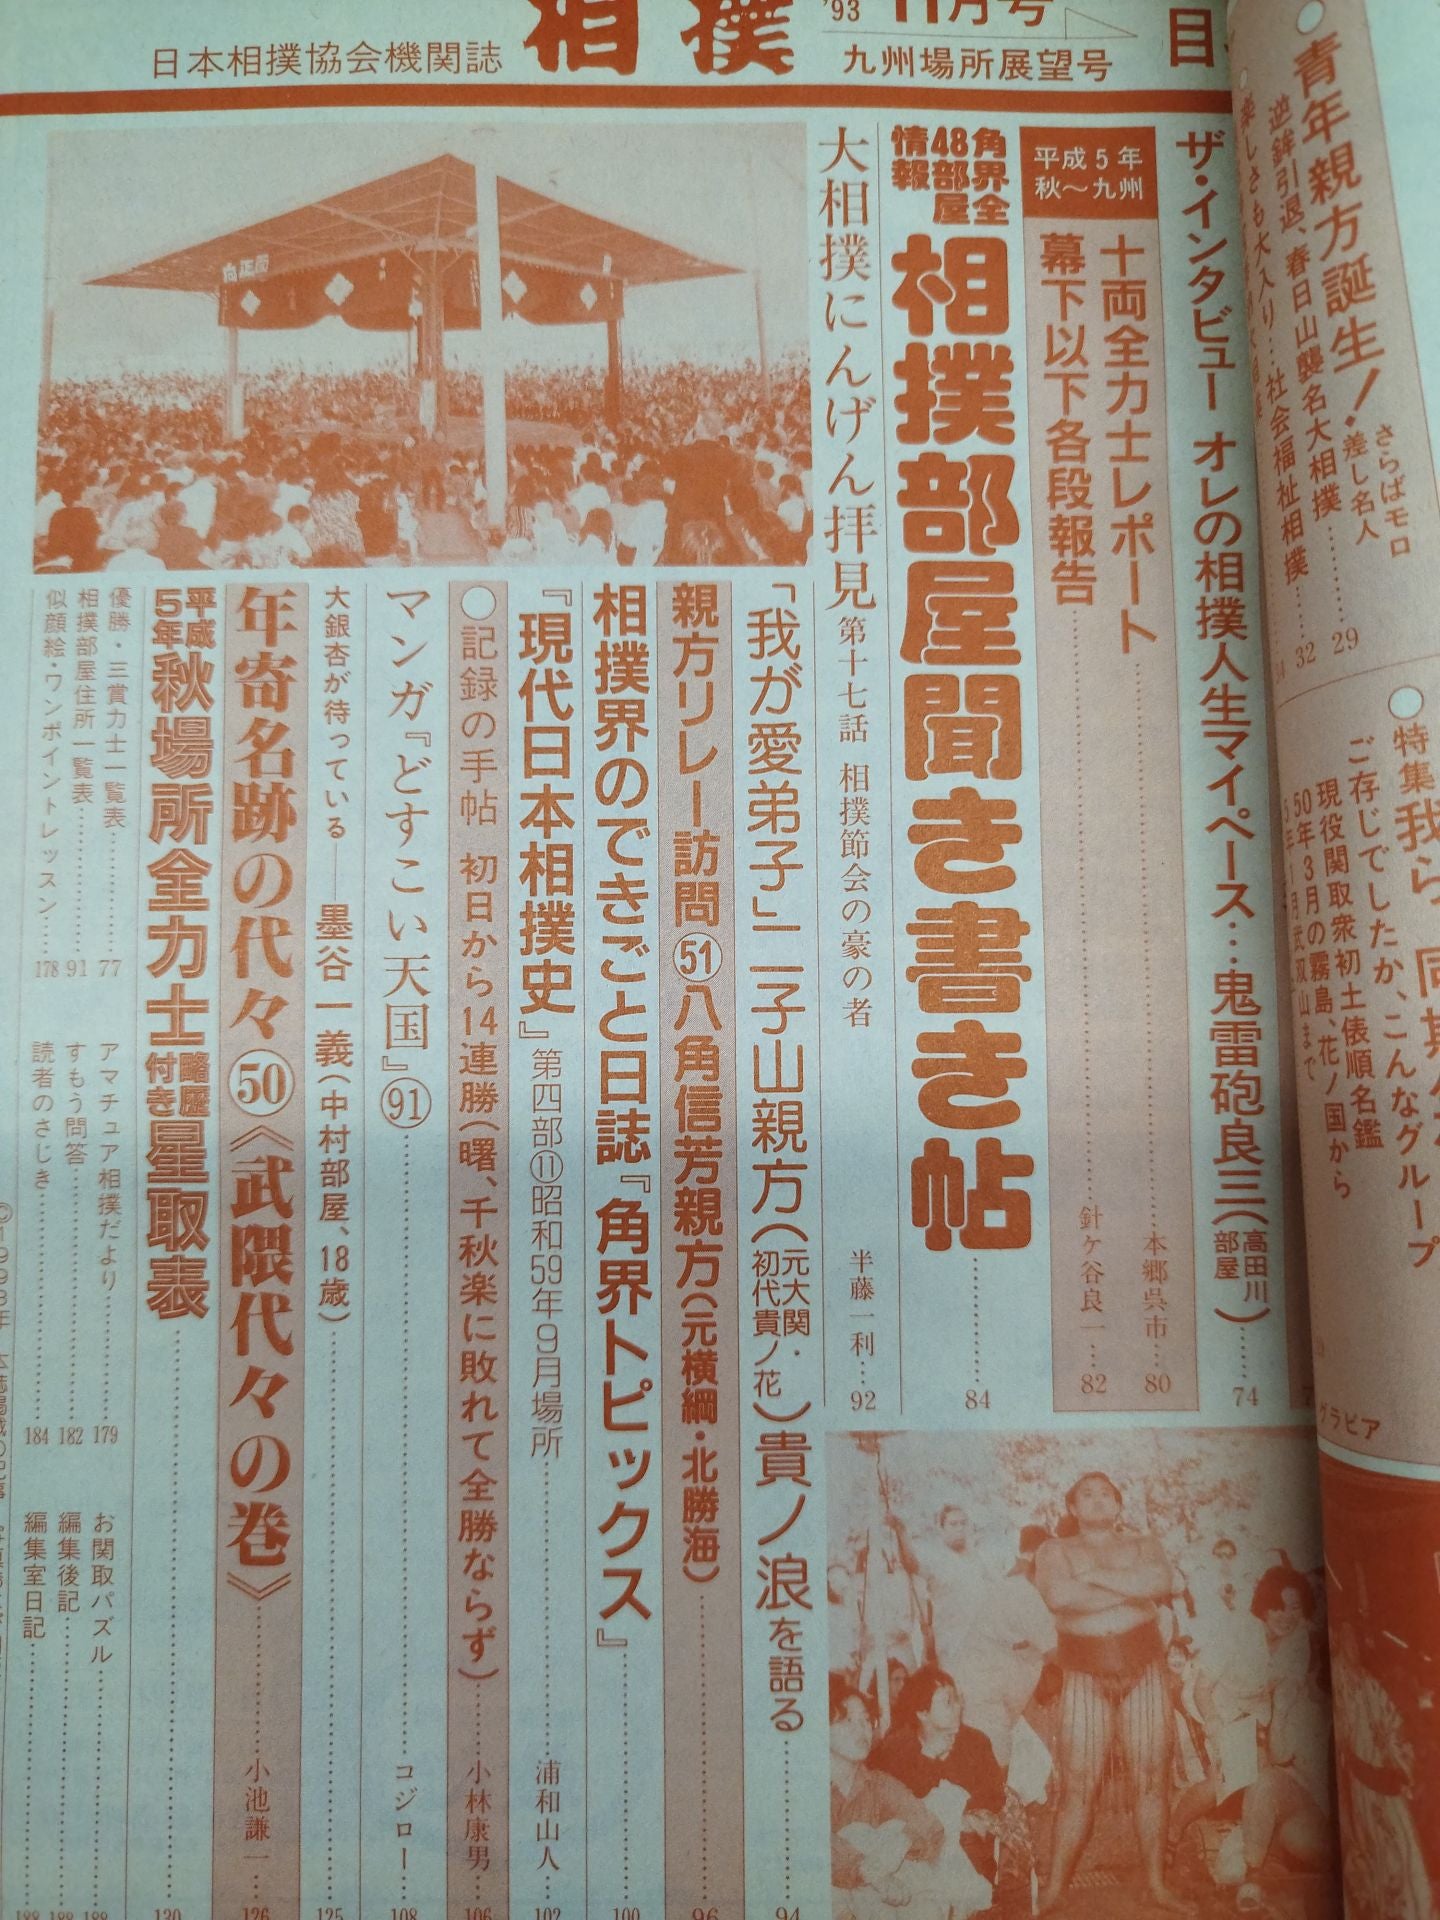 日本相撲協会機関誌
相撲
'93 11月号
九州場所展望号
目
青年親方誕生!
さらばモロ差し名人
逆鉾引退、春日山襲名大相撲……29
楽しさも大入り…社会福祉相撲……32
34
●特集
ご存じでしたか、こんなグループ
現役関取衆初土俵順名鑑
50年3月の霧島、花ノ国から
グラビア
ザ・インタビュー オレの相撲人生マイペース…鬼雷砲良三(高田川部屋)……74
平成5年
秋〜九州
十両全力士レポート……本郷呉市…80
幕下以下各段報告……針ケ谷良一…82
角界全48部屋情報
相撲部屋聞き書き帖……84
大相撲にんげん拝見 第十七話 相撲節会の豪の者 半藤一利…92
「我が愛弟子」二子山親方(元大関・初代貴ノ花)貴ノ浪を語る……94
親方リレー訪問㊿①八角信芳親方(元横綱・北勝海)……96
相撲界のできごと日誌『角界トピックス』……100
『現代日本相撲史』第四部⑪昭和59年9月場所……浦和山人…102
○記録の手帖 初日から14連勝(曙、千秋楽に敗れて全勝ならず)……小林康男…106
マンガ『どすこい天国』91……コジロー…108
大銀杏が待っている——墨谷一義(中村部屋、18歳)……125
年寄名跡の代々㊿《武隈代々の巻》……小池謙一…126
平成5年秋場所全力士略歴付き星取表……130
優勝・三賞力士一覧表……77
相撲部屋住所一覧表……91
似顔絵・ワンポイントレッスン……178
アマチュア相撲だより……179
すもう問答……182
読者のさじき……184
お関取パズル……188
編集後記……188
編集室日記……188
©1993年